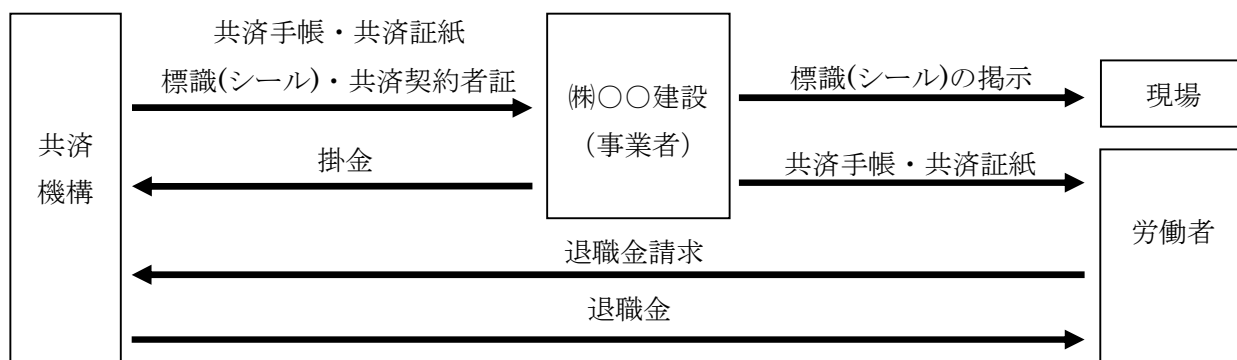 共済手帳・共済証紙
標識(シール)・共済契約者証
㈱○○建設
(事業者)
標識(シール)の掲示
現場
共済
機構
掛金
共済手帳・共済証紙
労働者
退職金請求
退職金